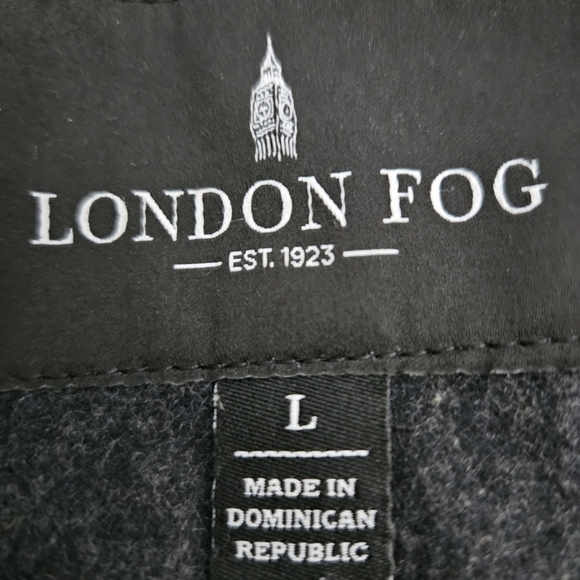 LONDON FOG
EST. 1923
L
MADE IN
DOMINICAN
REPUBLIC